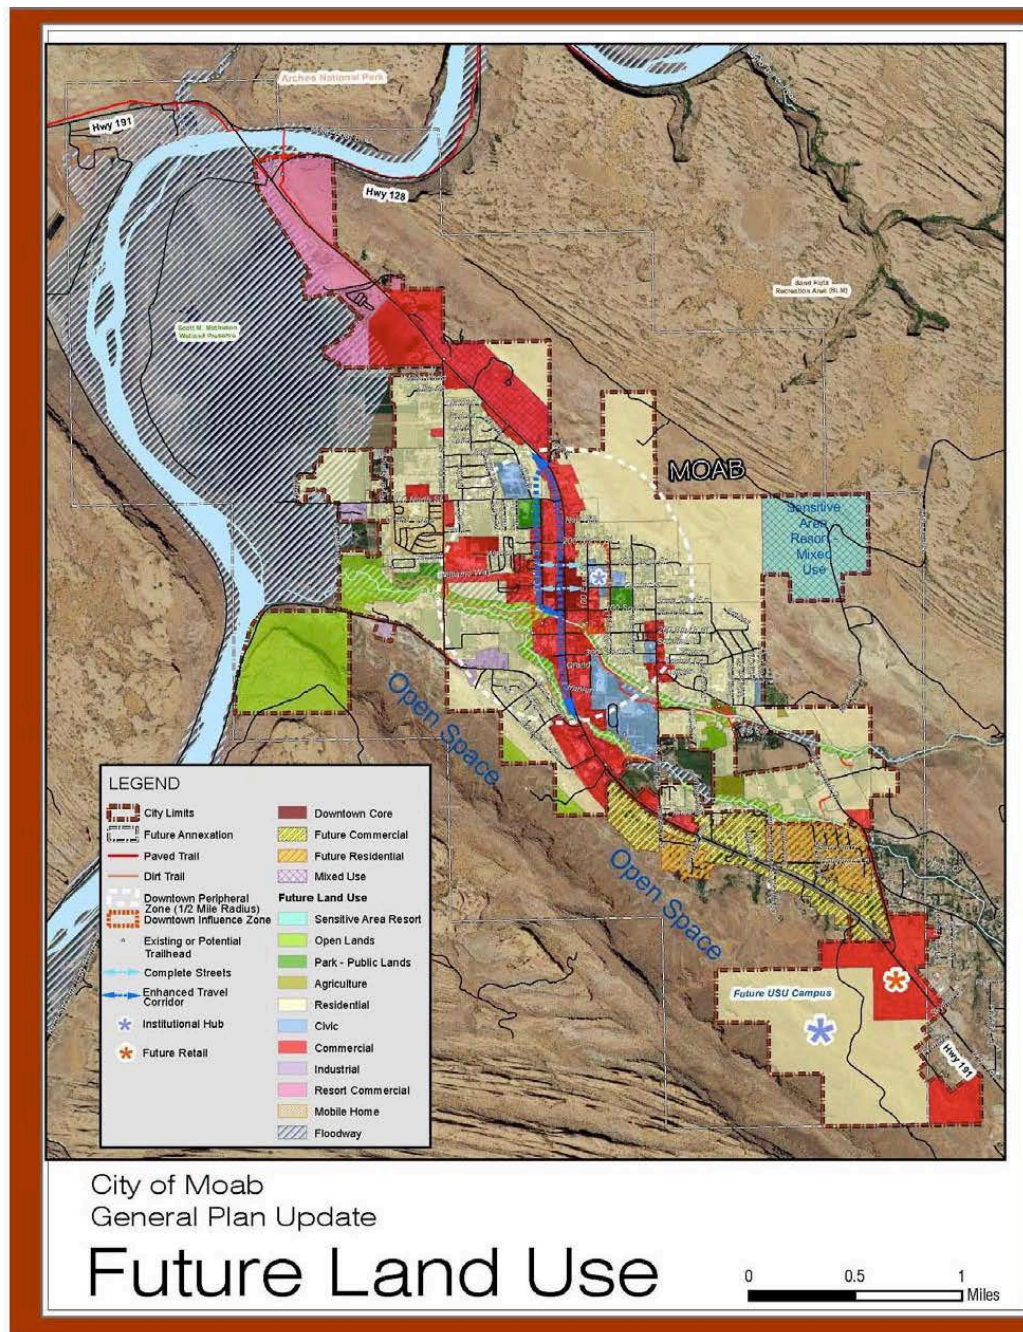 Arches National Park
Hwy 191
Hwy 128
Sand Flats
Recreation Area (BLM)
Scott M. Matheson
Wetland Preserve
MOAB
Sensitive
Area
Resort
Mixed
Use
Open Space
Open Space
Future USU Campus
Hwy 191
LEGEND
City Limits
Future Annexation
Paved Trail
Dirt Trail
Downtown Peripheral
Zone (1/2 Mile Radius)
Downtown Influence Zone
Existing or Potential
Trailhead
Complete Streets
Enhanced Travel
Corridor
Institutional Hub
Future Retail
Downtown Core
Future Commercial
Future Residential
Mixed Use
Future Land Use
Sensitive Area Resort
Open Lands
Park - Public Lands
Agriculture
Residential
Civic
Commercial
Industrial
Resort Commercial
Mobile Home
Floodway
City of Moab
General Plan Update
Future Land Use
0 0.5 1
Miles